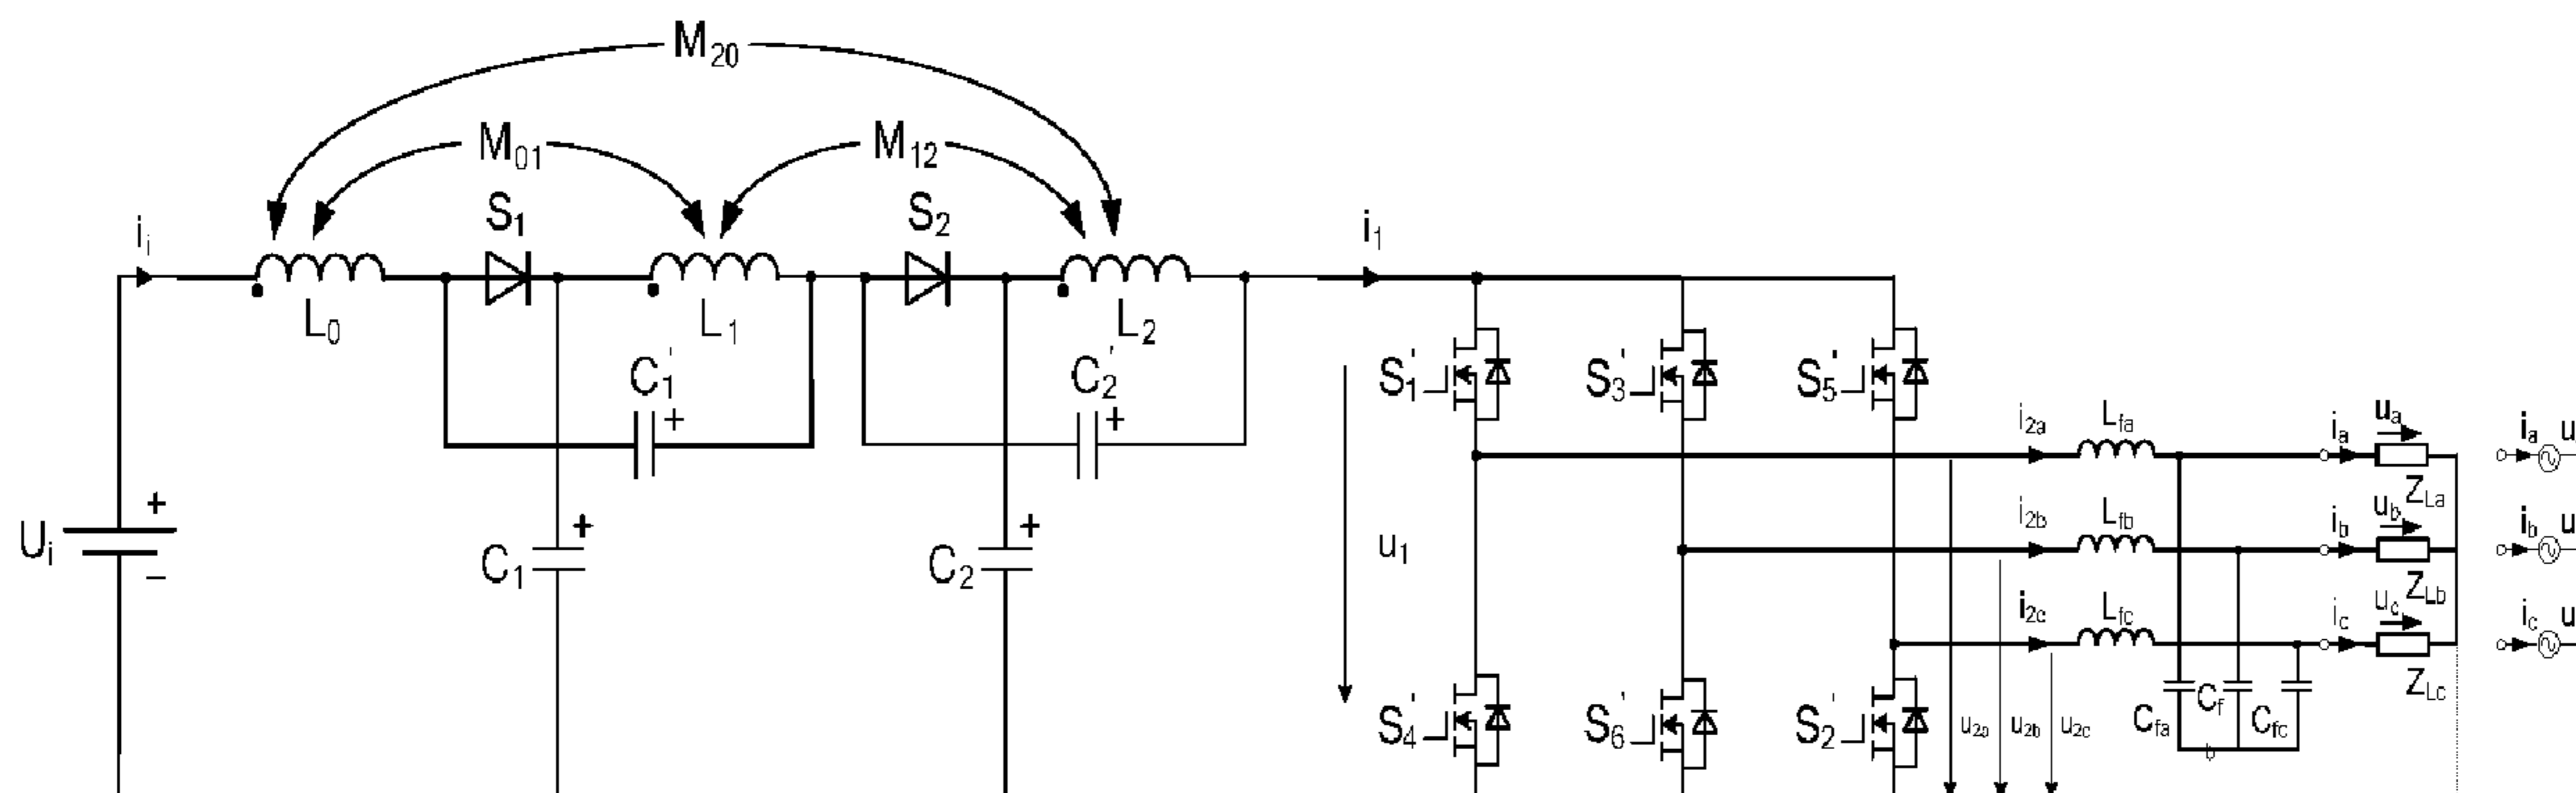 M20
M01
M12
S1
S2
ii
i1
L0
L1
L2
C1'
+
C2'
+
S1'
S3'
S5'
i2a
Lfa
ia
ua
ia
u
ZLa
Ui
+
−
C1
+
C2
+
u1
i2b
Lfb
ib
ub
ib
u
ZLb
i2c
Lfc
ic
uc
ic
u
ZLc
S4'
S6'
S2'
u2a
u2b
u2c
Cfa
Cf
b
Cfc